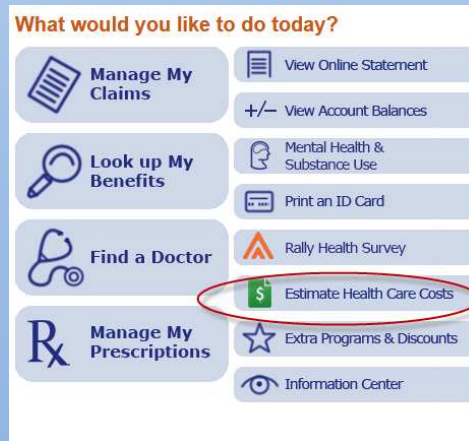 What would you like to do today?
Manage My
Claims
Look up My
Benefits
Find a Doctor
Rx
Manage My
Prescriptions
View Online Statement
+/- View Account Balances
Mental Health &
Substance Use
Print an ID Card
Rally Health Survey
$ Estimate Health Care Costs
Extra Programs & Discounts
Information Center